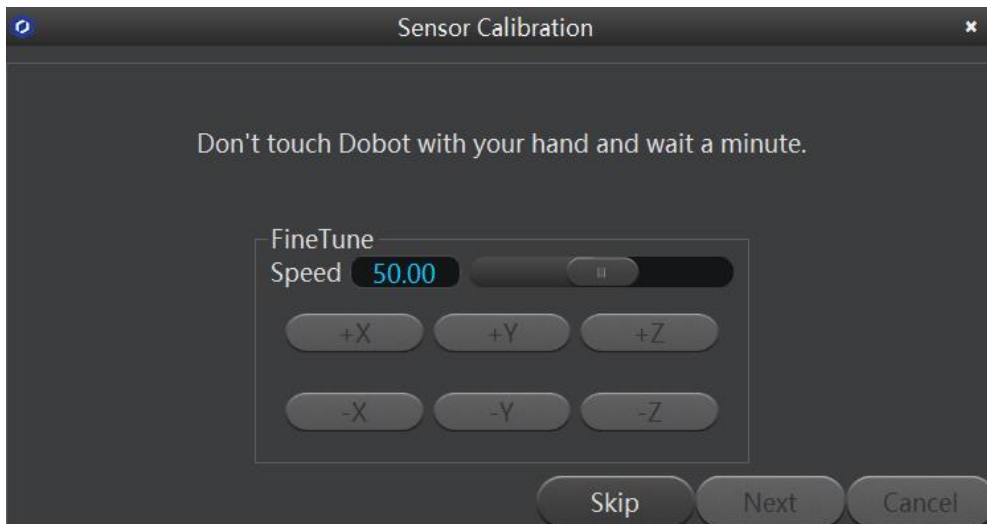 Sensor Calibration
Don't touch Dobot with your hand and wait a minute.
FineTune
Speed 50.00
+X +Y +Z
-X -Y -Z
Skip Next Cancel